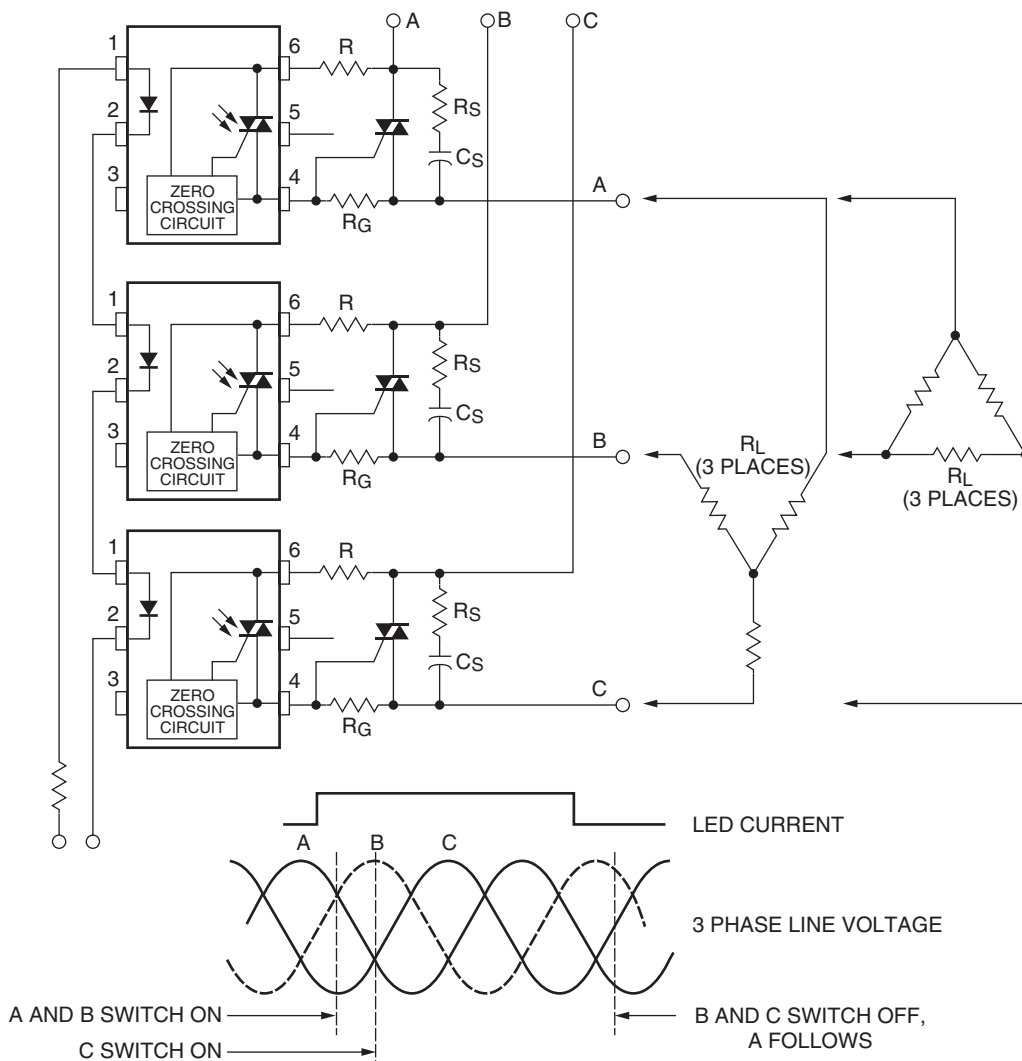 A
B
C
1
2
3
6
5
4
R
RS
CS
RG
ZERO
CROSSING
CIRCUIT
A
1
2
3
6
5
4
R
RS
CS
RG
ZERO
CROSSING
CIRCUIT
B
RL
(3 PLACES)
RL
(3 PLACES)
1
2
3
6
5
4
R
RS
CS
RG
ZERO
CROSSING
CIRCUIT
C
LED CURRENT
A
B
C
3 PHASE LINE VOLTAGE
A AND B SWITCH ON
C SWITCH ON
B AND C SWITCH OFF,
A FOLLOWS